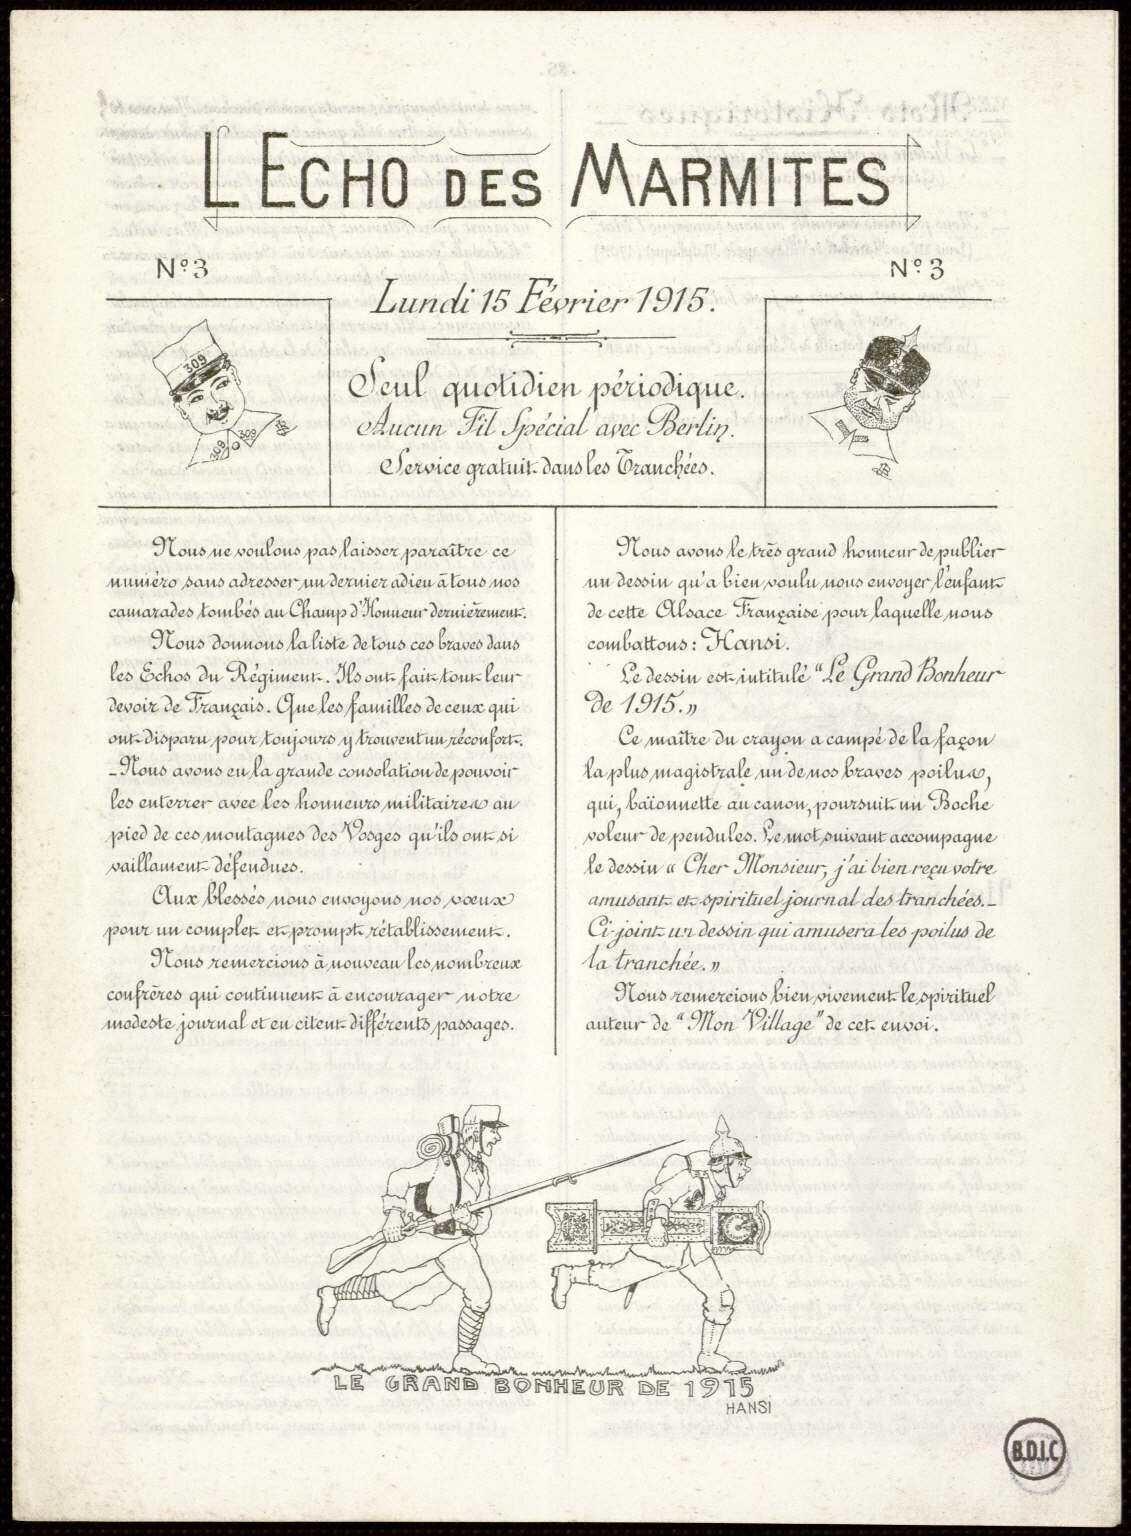 L'ECHO DES MARMITES
Nº 3
Nº 3
Lundi 15 Février 1915.
309
309
309
Seul quotidien périodique.
Aucun Fil Spécial avec Berlin.
Service gratuit dans les Tranchées.
Nous ne voulons pas laisser paraître ce
numéro sans adresser un dernier adieu à tous nos
camarades tombés au Champ d'Honneur dernièrement.
Nous donnons la liste de tous ces braves dans
les Echos du Régiment. Ils ont fait tout leur
devoir de Français. Que les familles de ceux qui
ont disparu pour toujours y trouvent un réconfort.
_Nous avons eu la grande consolation de pouvoir
les enterrer avec les honneurs militaires au
pied de ces montagnes des Vosges qu'ils ont si
vaillament défendues.
Aux blessés nous envoyons nos vœux
pour un complet et prompt rétablissement.
Nous remercions à nouveau les nombreux
confrères qui continuent à encourager notre
modeste journal et en citent différents passages.
Nous avons le très grand honneur de publier
un dessin qu'a bien voulu nous envoyer l'enfant
de cette Alsace Française pour laquelle nous
combattons : Hansi.
Le dessin est intitulé "Le Grand Bonheur
de 1915.„
Ce maître du crayon a campé de la façon
la plus magistrale un de nos braves poilus,
qui, baïonnette au canon, poursuit un Boche
voleur de pendules. Le mot suivant accompagne
le dessin « Cher Monsieur, j'ai bien reçu votre
amusant et spirituel journal des tranchées._
Ci-joint un dessin qui amusera les poilus de
la tranchée. »
Nous remercions bien vivement le spirituel
auteur de "Mon Village" de cet envoi.
LE GRAND BONHEUR DE 1915
HANSI
B.D.I.C